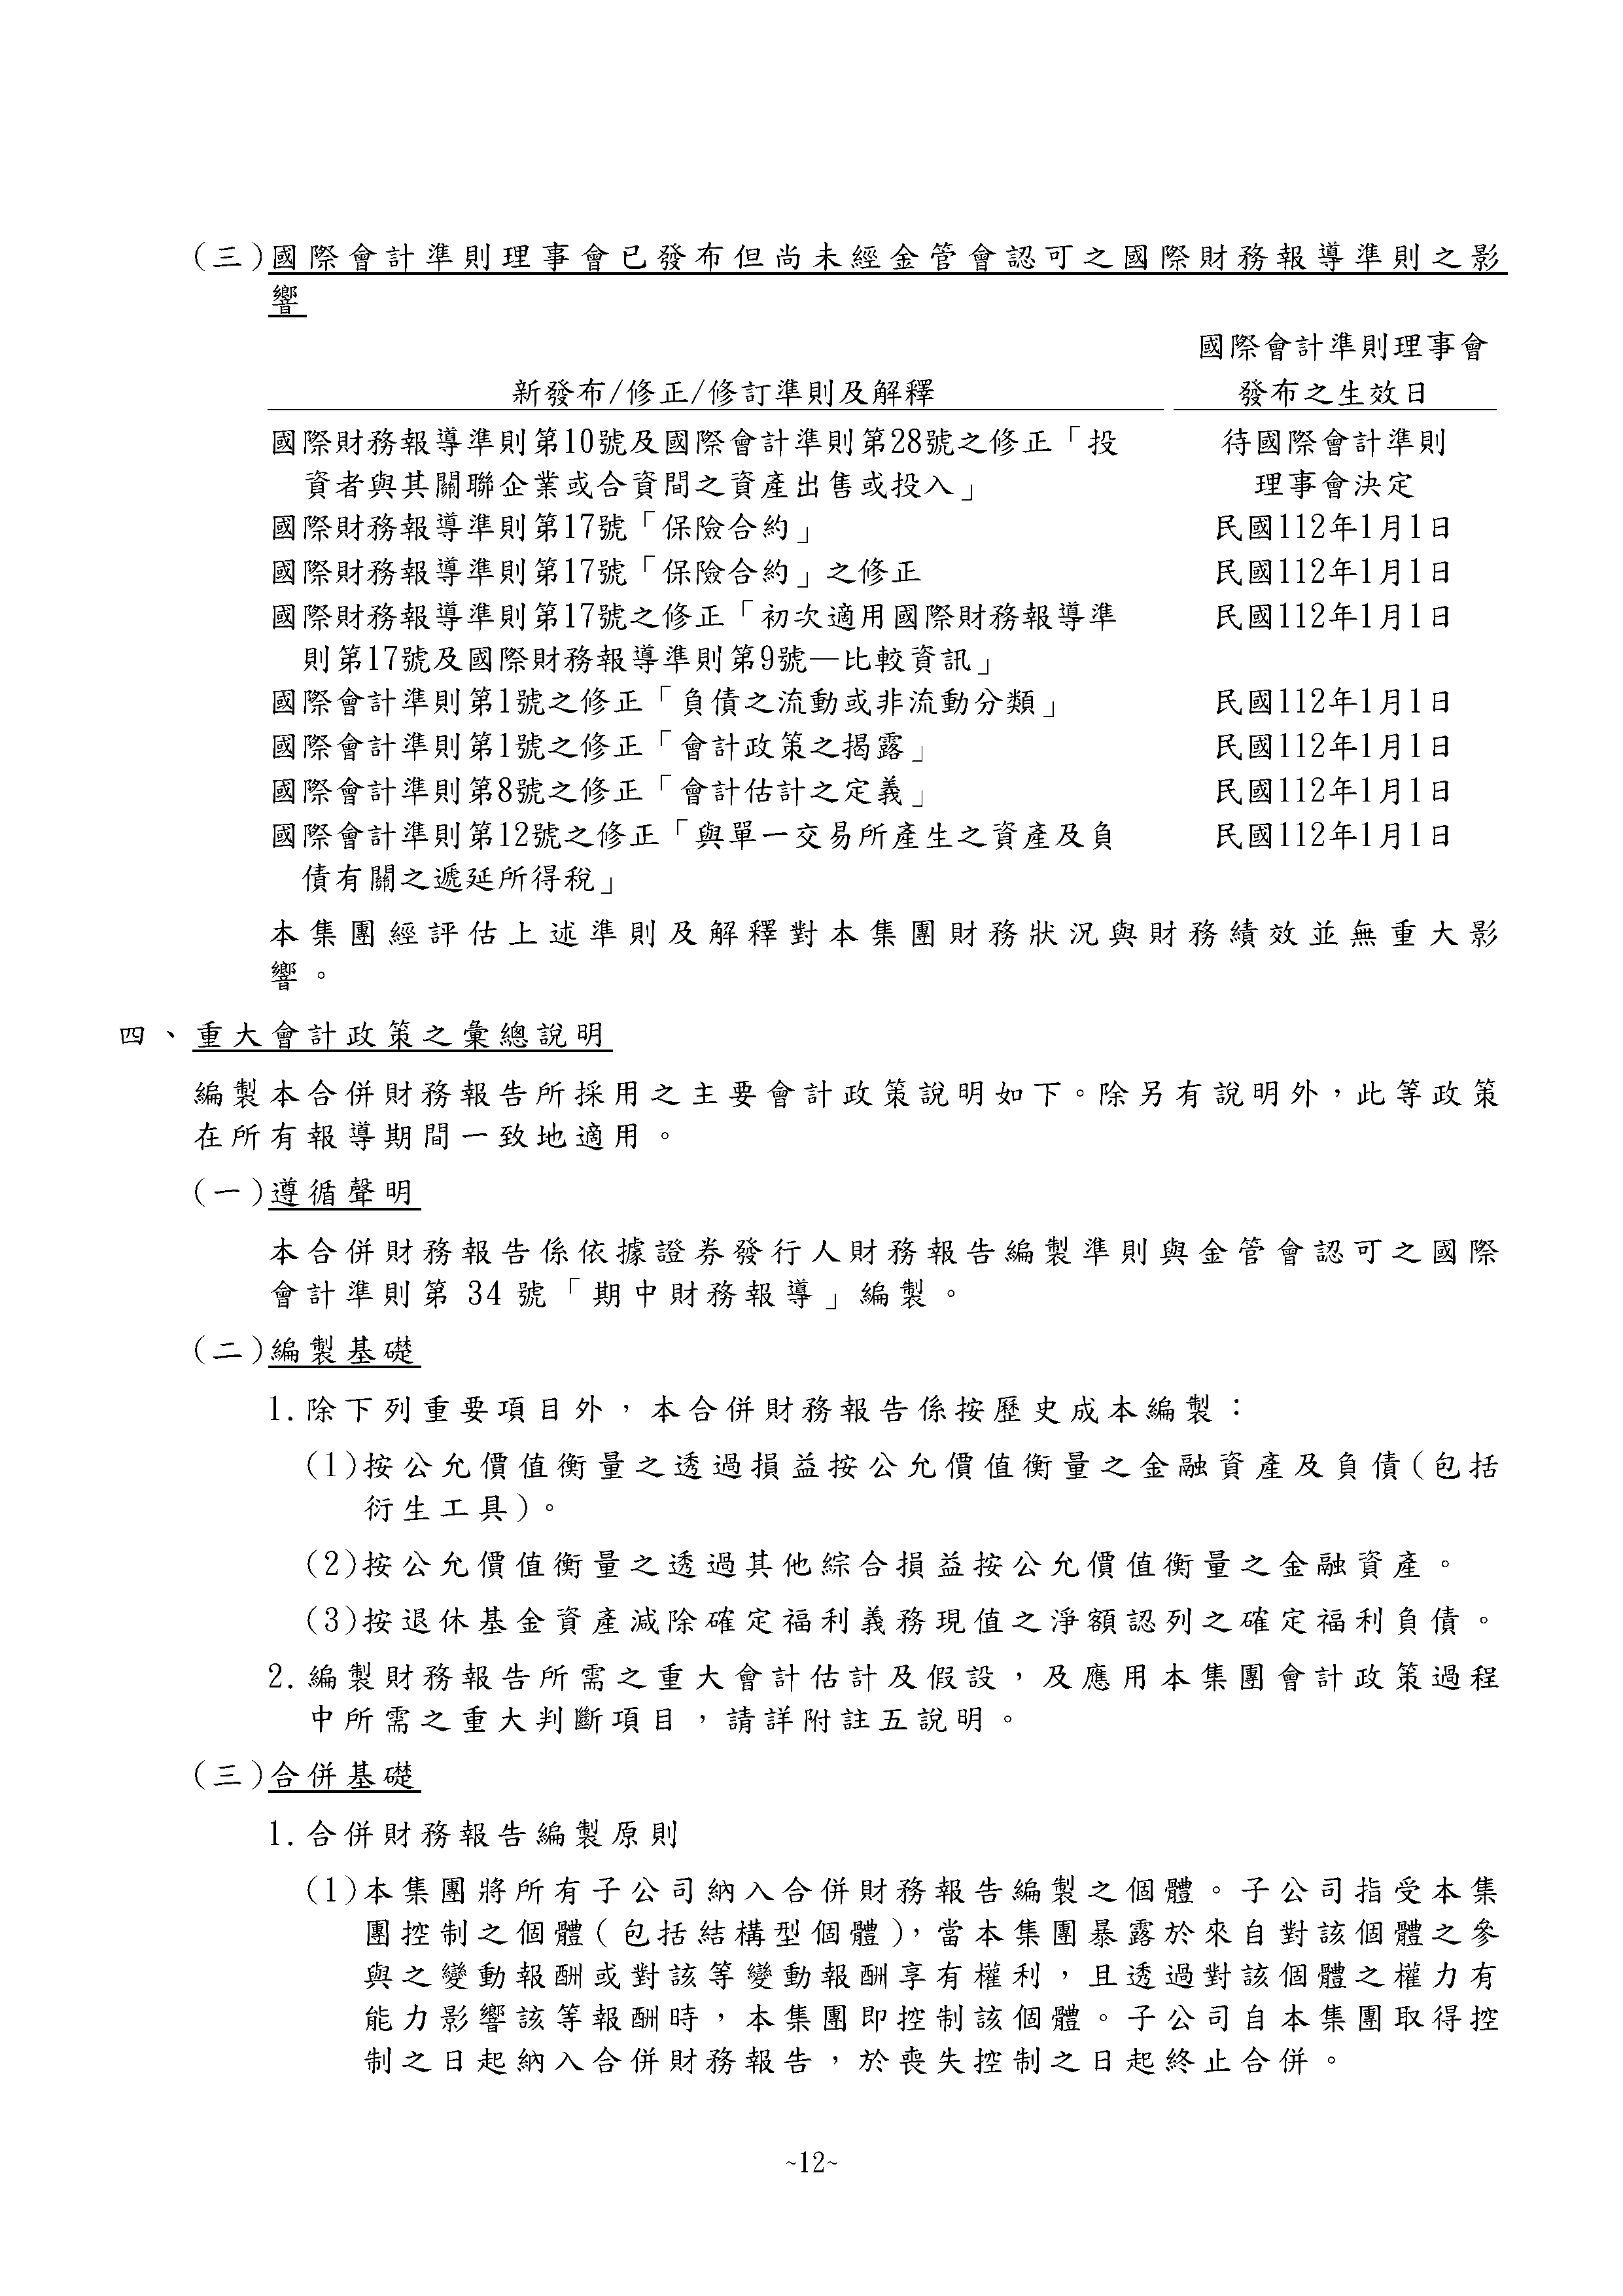 (三)國際會計準則理事會已發布但尚未經金管會認可之國際財務報導準則之影
響
國際會計準則理事會
新發布/修正/修訂準則及解釋 發布之生效日
國際財務報導準則第10號及國際會計準則第28號之修正「投 待國際會計準則
資者與其關聯企業或合資間之資產出售或投入」 理事會決定
國際財務報導準則第17號「保險合約」 民國112年1月1日
國際財務報導準則第17號「保險合約」之修正 民國112年1月1日
國際財務報導準則第17號之修正「初次適用國際財務報導準 民國112年1月1日
則第17號及國際財務報導準則第9號—比較資訊」
國際會計準則第1號之修正「負債之流動或非流動分類」 民國112年1月1日
國際會計準則第1號之修正「會計政策之揭露」 民國112年1月1日
國際會計準則第8號之修正「會計估計之定義」 民國112年1月1日
國際會計準則第12號之修正「與單一交易所產生之資產及負 民國112年1月1日
債有關之遞延所得稅」
本集團經評估上述準則及解釋對本集團財務狀況與財務績效並無重大影
響。
四、重大會計政策之彙總說明
編製本合併財務報告所採用之主要會計政策說明如下。除另有說明外，此等政策
在所有報導期間一致地適用。
(一)遵循聲明
本合併財務報告係依據證券發行人財務報告編製準則與金管會認可之國際
會計準則第 34 號「期中財務報導」編製。
(二)編製基礎
1.除下列重要項目外，本合併財務報告係按歷史成本編製：
(1)按公允價值衡量之透過損益按公允價值衡量之金融資產及負債(包括
衍生工具)。
(2)按公允價值衡量之透過其他綜合損益按公允價值衡量之金融資產。
(3)按退休基金資產減除確定福利義務現值之淨額認列之確定福利負債。
2.編製財務報告所需之重大會計估計及假設，及應用本集團會計政策過程
中所需之重大判斷項目，請詳附註五說明。
(三)合併基礎
1.合併財務報告編製原則
(1)本集團將所有子公司納入合併財務報告編製之個體。子公司指受本集
團控制之個體(包括結構型個體)，當本集團暴露於來自對該個體之參
與之變動報酬或對該等變動報酬享有權利，且透過對該個體之權力有
能力影響該等報酬時，本集團即控制該個體。子公司自本集團取得控
制之日起納入合併財務報告，於喪失控制之日起終止合併。
~12~